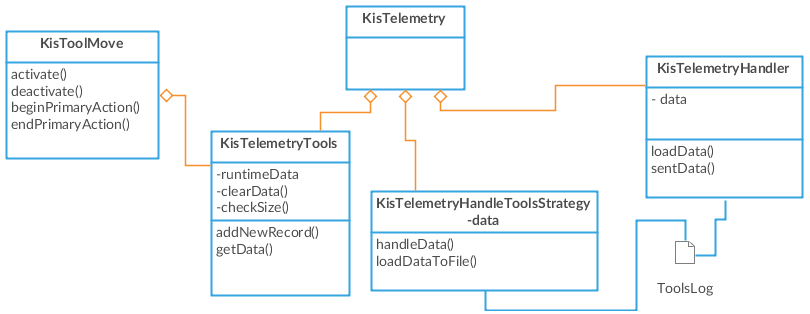 KisTelemetry
KisToolMove
activate()
deactivate()
beginPrimaryAction()
endPrimaryAction()
KisTelemetryHandler
- data
loadData()
sentData()
KisTelemetryTools
-runtimeData
-clearData()
-checkSize()
addNewRecord()
getData()
KisTelemetryHandleToolsStrategy
-data
handleData()
loadDataToFile()
ToolsLog